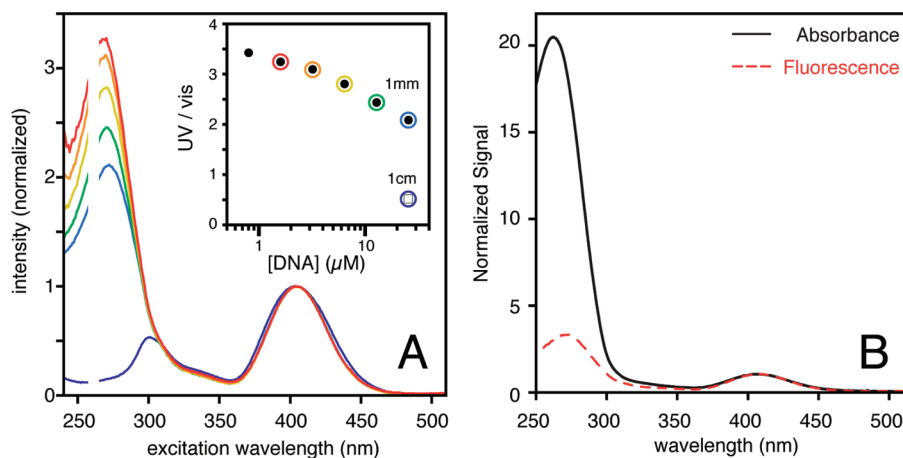 A
intensity (normalized)
3
2
1
0
250
300
350
400
450
500
excitation wavelength (nm)
UV / vis
4
3
2
1
0
1
10
[DNA] (µM)
1mm
1cm
B
Absorbance
Fluorescence
Normalized Signal
20
15
10
5
0
250
300
350
400
450
500
wavelength (nm)